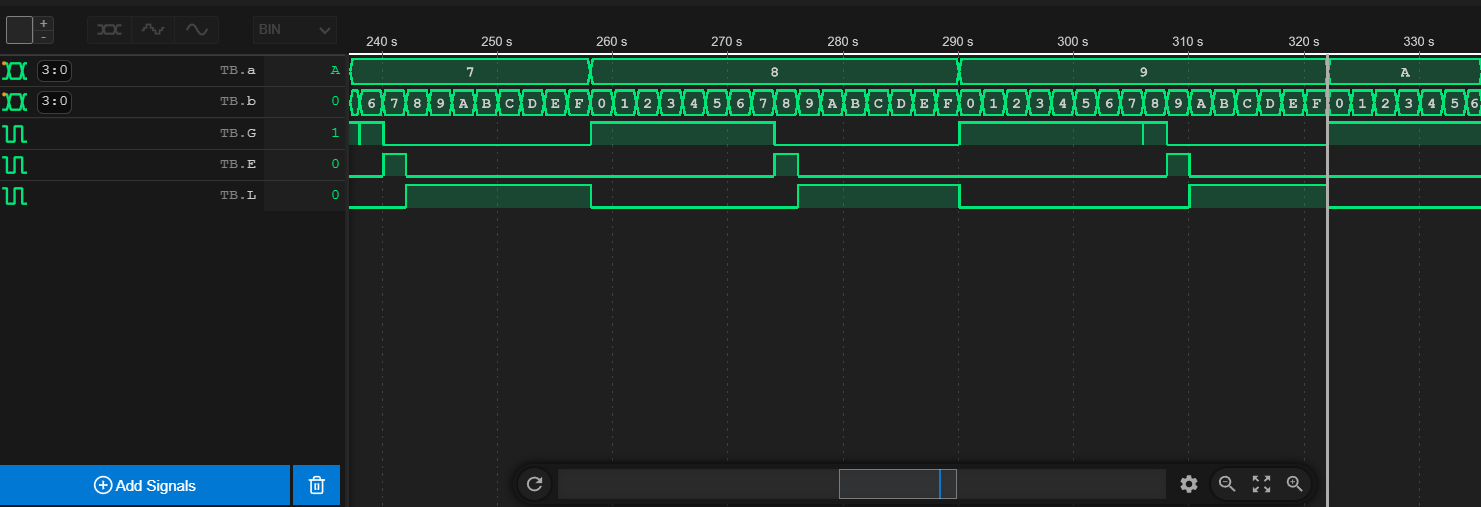 +
-
BIN
240 s 250 s 260 s 270 s 280 s 290 s 300 s 310 s 320 s 330 s
3:0 TB.a A 7 8 9 A
3:0 TB.b 0 6 7 8 9 A B C D E F 0 1 2 3 4 5 6 7 8 9 A B C D E F 0 1 2 3 4 5 6 7 8 9 A B C D E F 0 1 2 3 4 5 6
TB.G 1
TB.E 0
TB.L 0
Add Signals